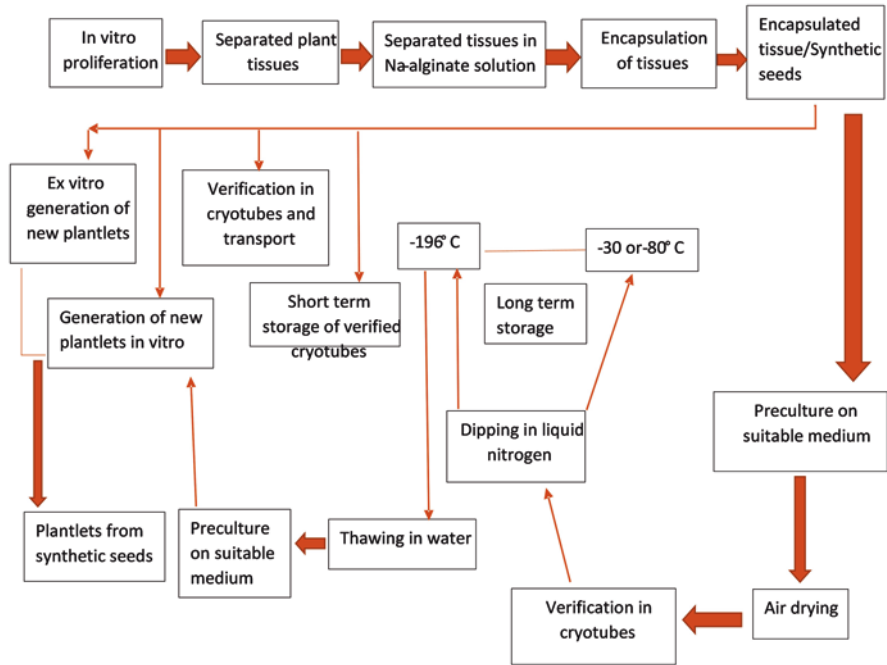 In vitro
proliferation
Separated plant
tissues
Separated tissues in
Na-alginate solution
Encapsulation
of tissues
Encapsulated
tissue/Synthetic
seeds
Ex vitro
generation of
new plantlets
Verification in
cryotubes and
transport
-196° C
-30 or-80° C
Generation of new
plantlets in vitro
Short term
storage of verified
cryotubes
Long term
storage
Preculture on
suitable medium
Dipping in liquid
nitrogen
Plantlets from
synthetic seeds
Preculture
on suitable
medium
Thawing in water
Verification in
cryotubes
Air drying